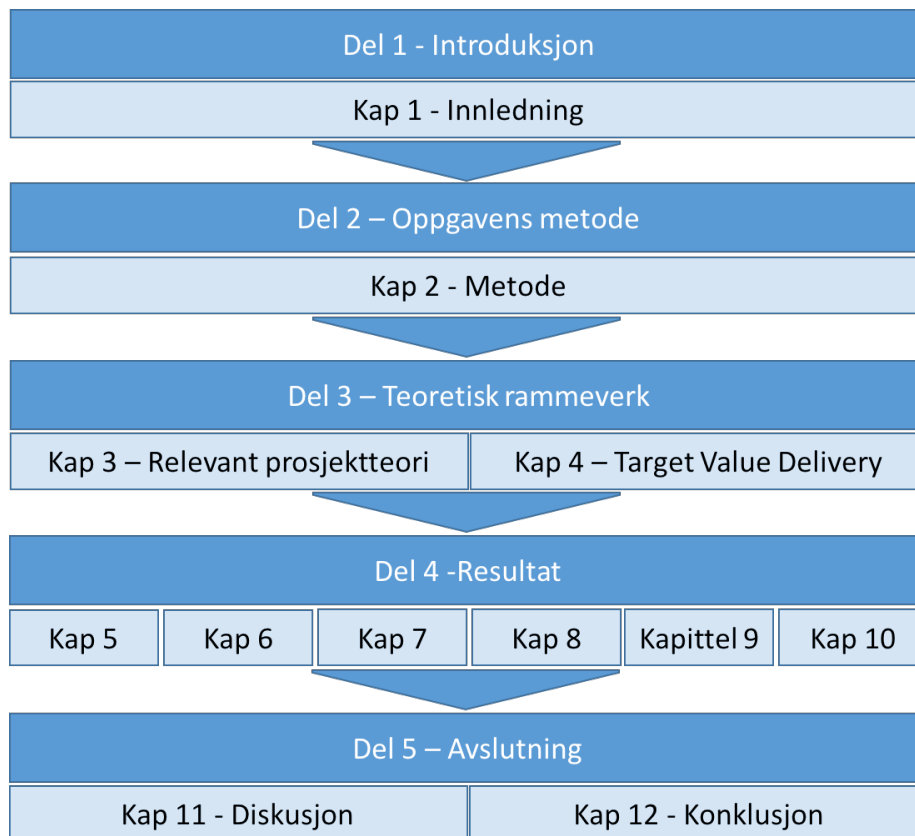 Del 1 - Introduksjon
Kap 1 - Innledning
Del 2 – Oppgavens metode
Kap 2 - Metode
Del 3 – Teoretisk rammeverk
Kap 3 – Relevant prosjektteori
Kap 4 – Target Value Delivery
Del 4 -Resultat
Kap 5
Kap 6
Kap 7
Kap 8
Kapittel 9
Kap 10
Del 5 – Avslutning
Kap 11 - Diskusjon
Kap 12 - Konklusjon